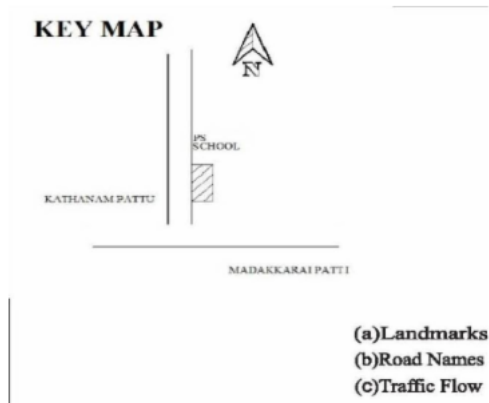 KEY MAP
N
PS
SCHOOL
KATHANAM PATTU
MADAKKARAI PATTI
(a)Landmarks
(b)Road Names
(c)Traffic Flow